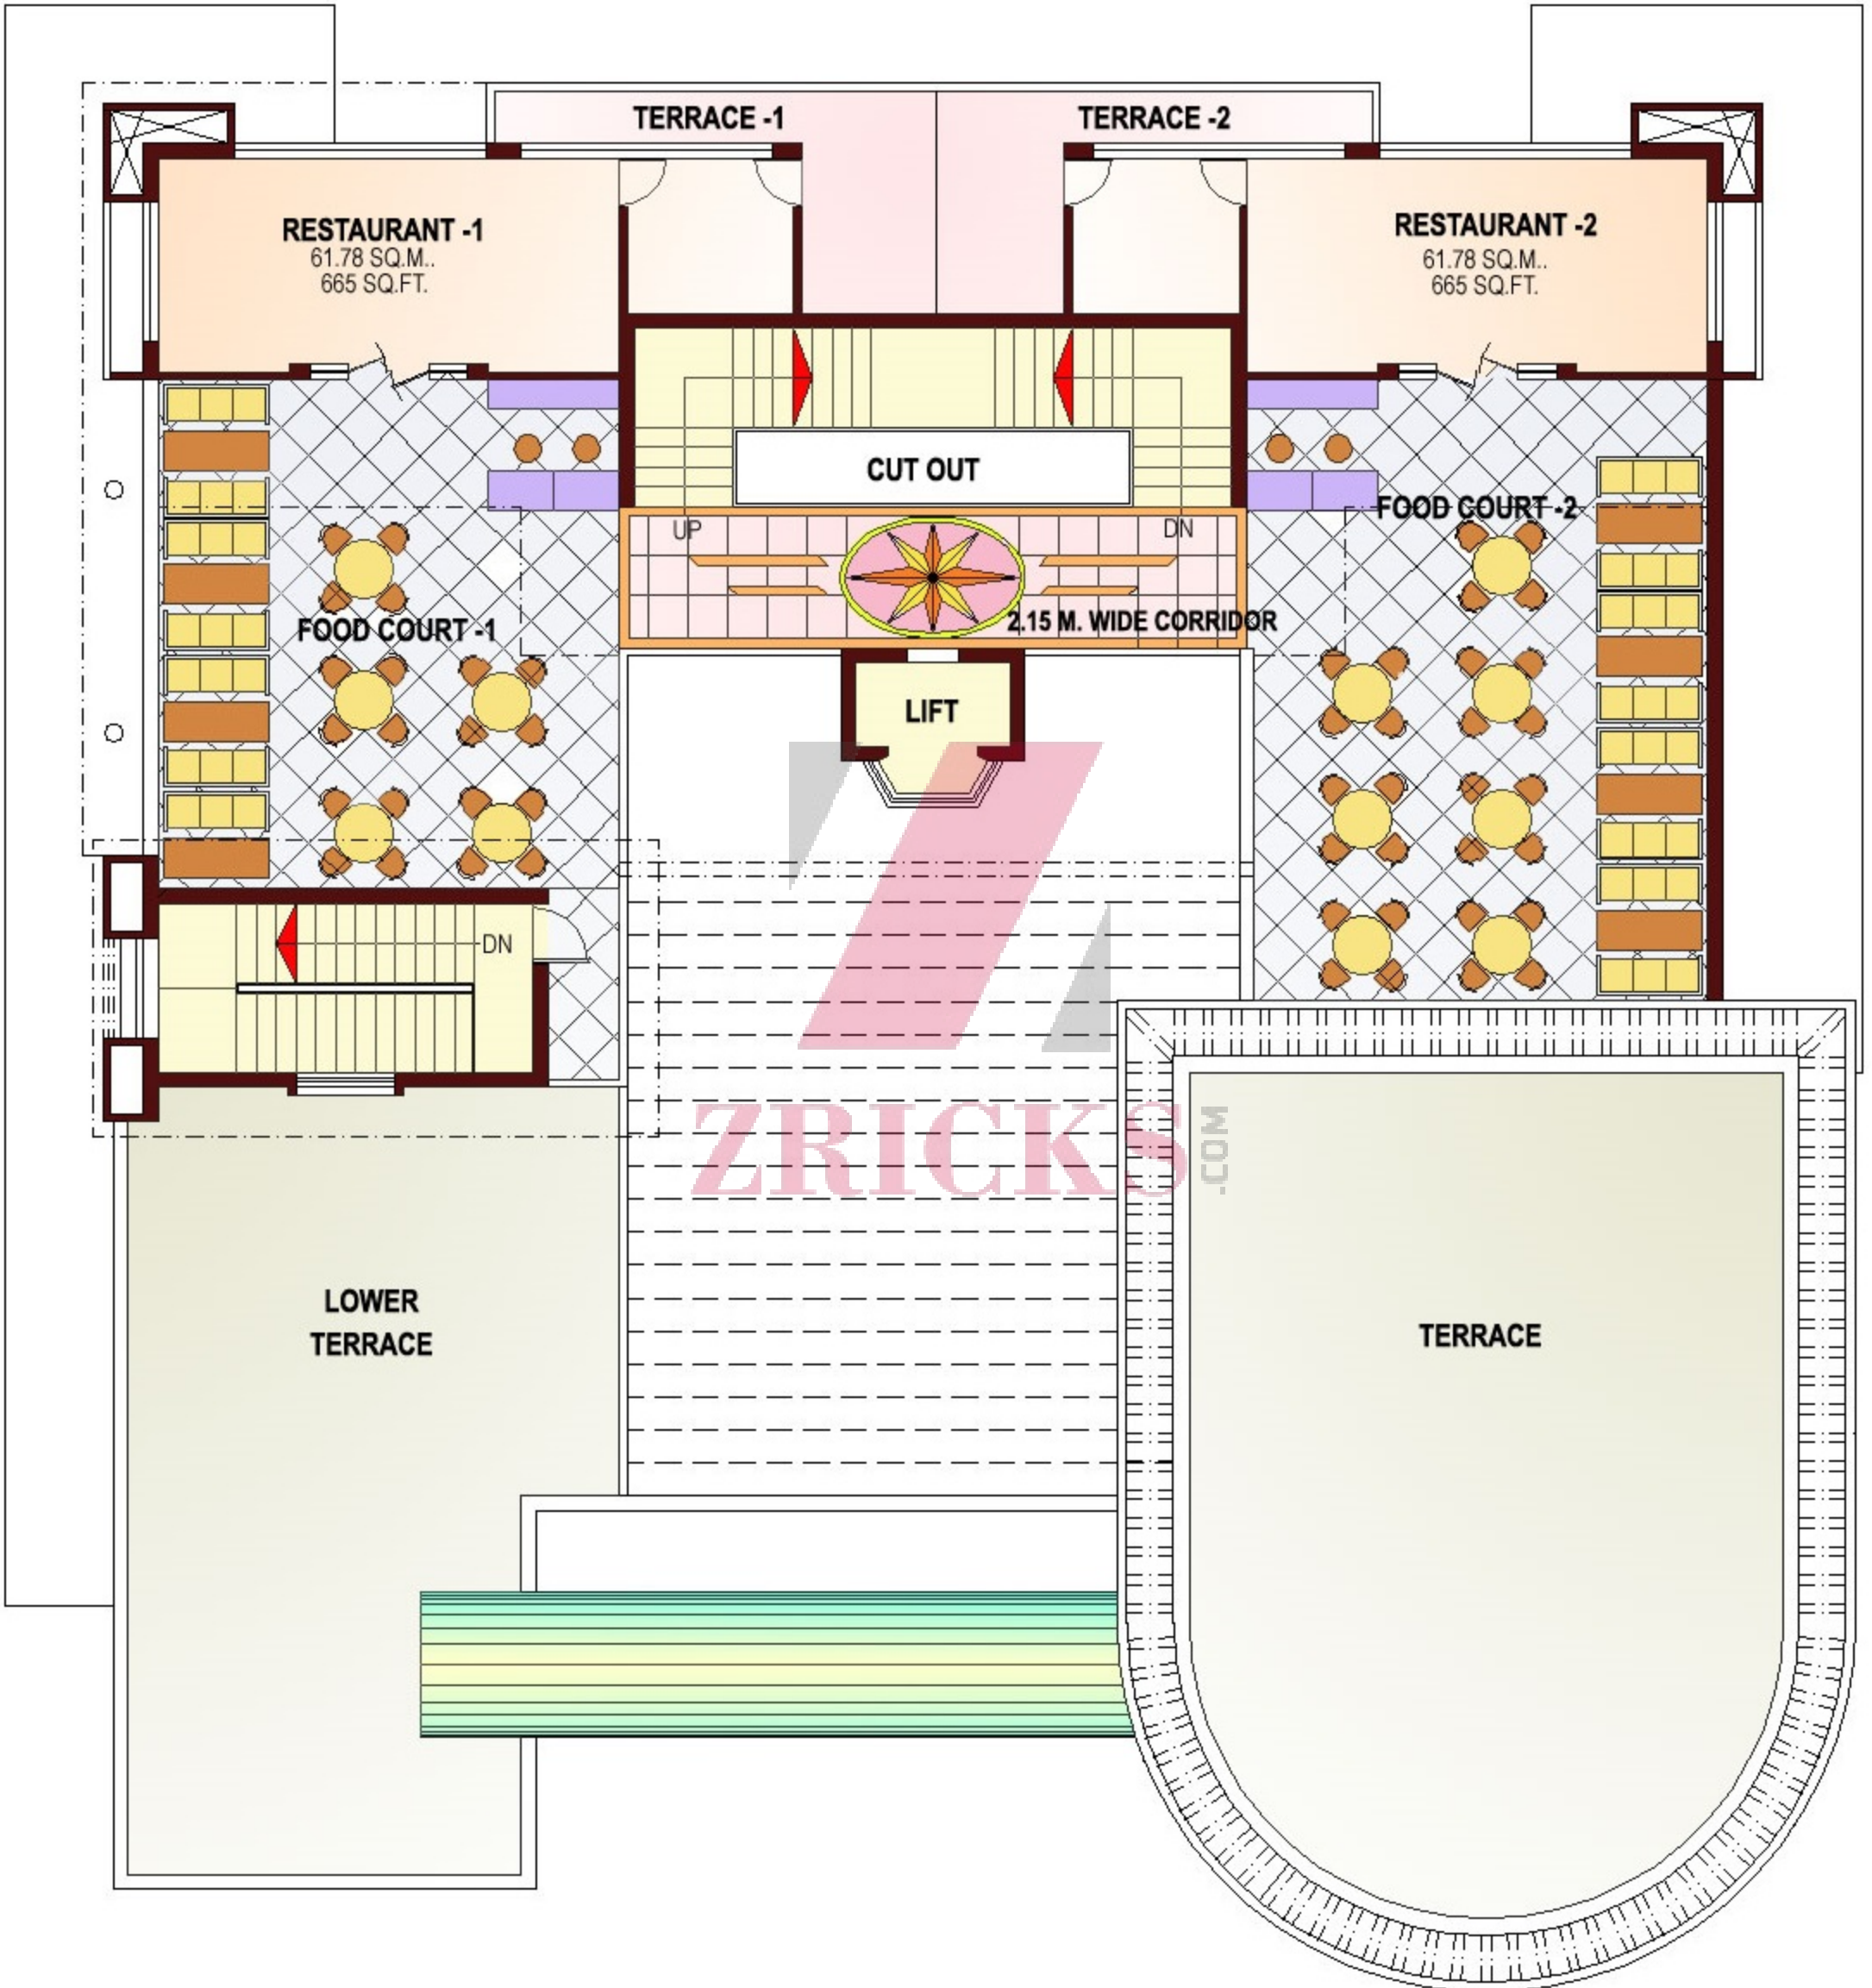 TERRACE -1
TERRACE -2
RESTAURANT -1
61.78 SQ.M..
665 SQ.FT.
RESTAURANT -2
61.78 SQ.M..
665 SQ.FT.
CUT OUT
FOOD COURT -2
UP
DN
2.15 M. WIDE CORRIDOR
FOOD COURT -1
LIFT
DN
ZRICKS
.COM
LOWER
TERRACE
TERRACE